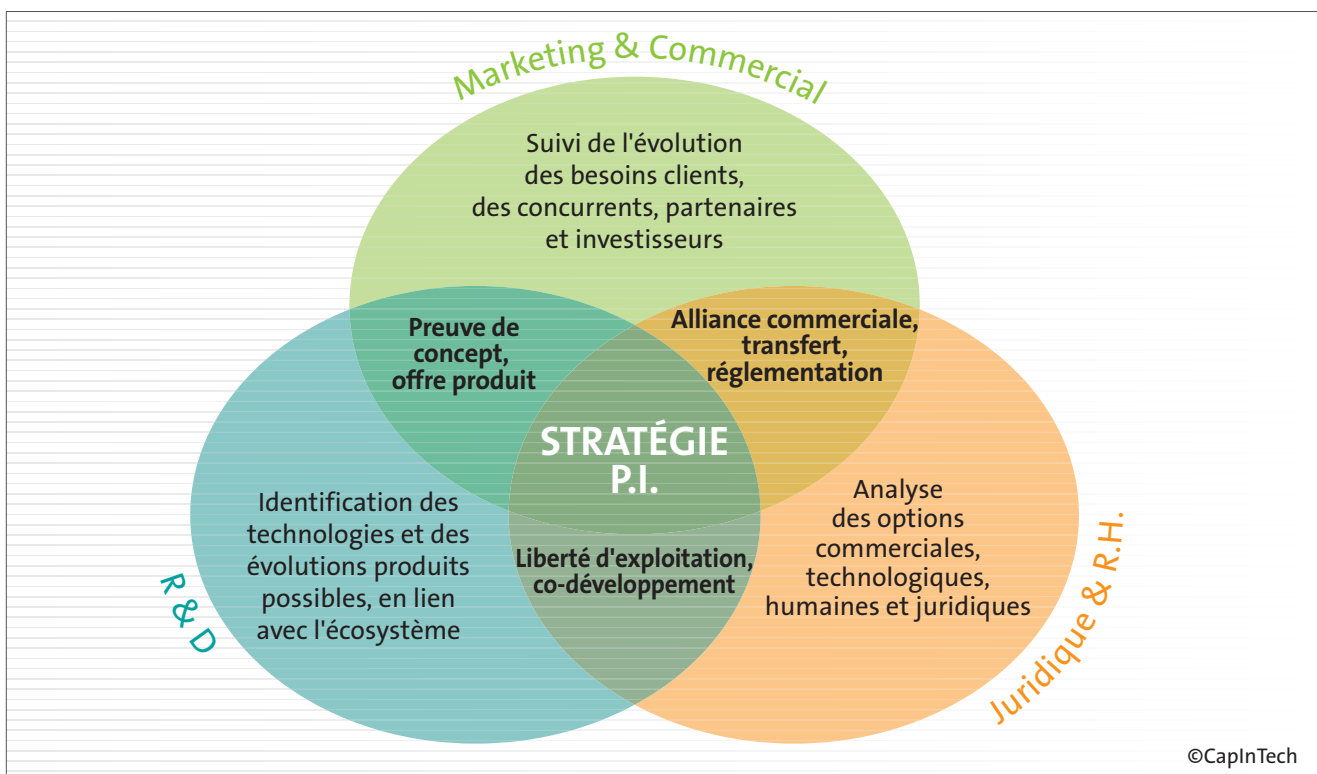 Marketing & Commercial
Suivi de l'évolution
des besoins clients,
des concurrents, partenaires
et investisseurs
Preuve de
concept,
offre produit
Alliance commerciale,
transfert,
réglementation
STRATÉGIE
P.I.
Identification des
technologies et des
évolutions produits
possibles, en lien
avec l'écosystème
Liberté d'exploitation,
co-développement
Analyse
des options
commerciales,
technologiques,
humaines et juridiques
R & D
Juridique & R.H.
©CapInTech